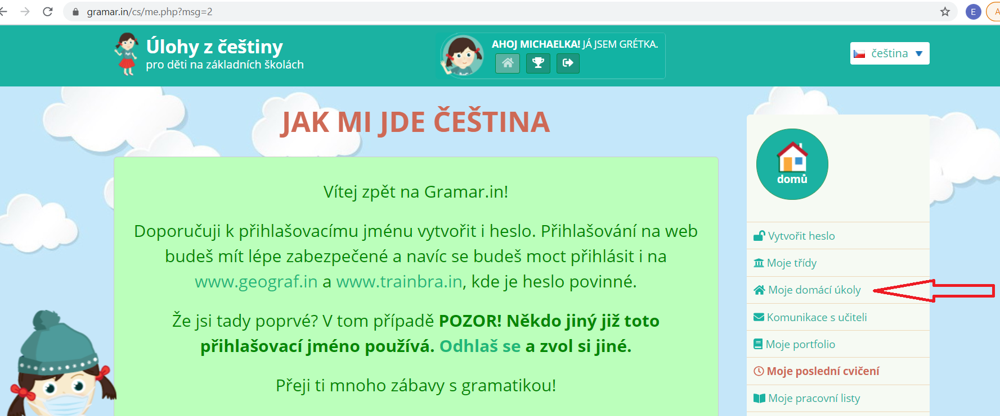 gramar.in/cs/me.php?msg=2
E
A
Úlohy z češtiny
pro děti na základních školách
AHOJ MICHAELKA! JÁ JSEM GRÉTKA.
čeština
JAK MI JDE ČEŠTINA
Vítej zpět na Gramar.in!
Doporučuji k přihlašovacímu jménu vytvořit i heslo. Přihlašování na web
budeš mít lépe zabezpečené a navíc se budeš moct přihlásit i na
www.geograf.in a www.trainbra.in, kde je heslo povinné.
Že jsi tady poprvé? V tom případě POZOR! Někdo jiný již toto
přihlašovací jméno používá. Odhlaš se a zvol si jiné.
Přeji ti mnoho zábavy s gramatikou!
domů
Vytvořit heslo
Moje třídy
Moje domácí úkoly
Komunikace s učiteli
Moje portfolio
Moje poslední cvičení
Moje pracovní listy